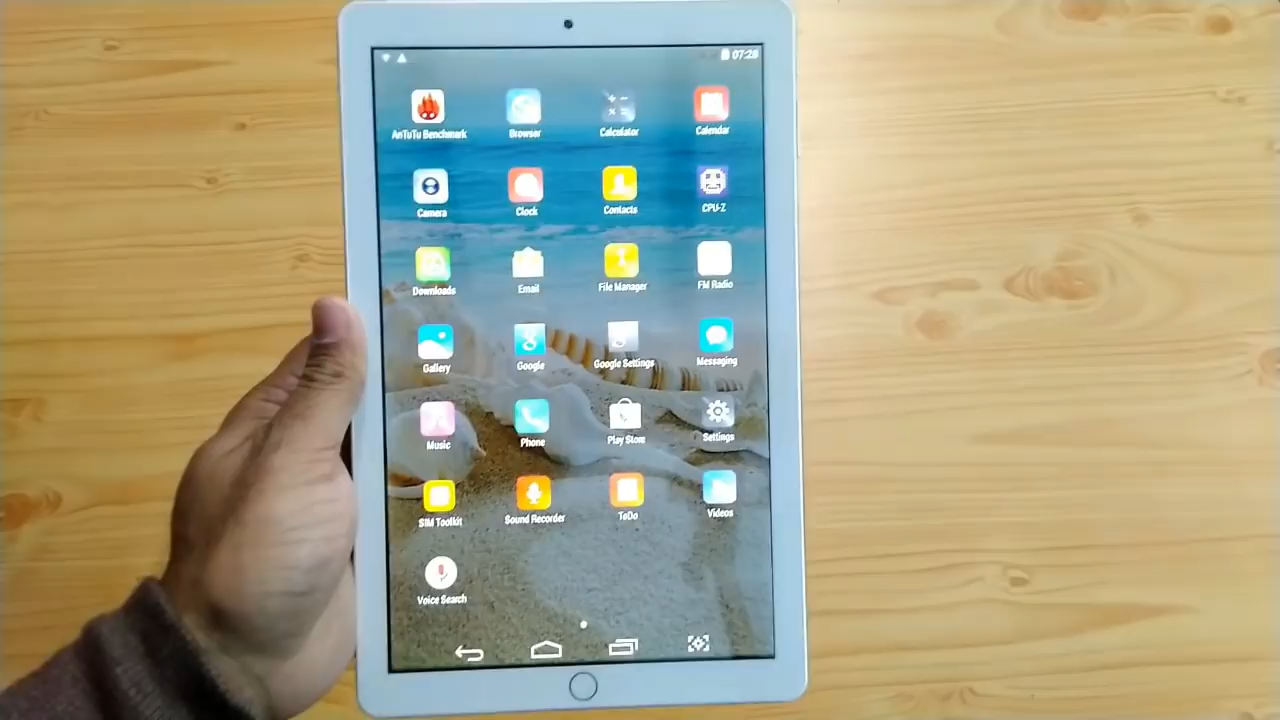 07:28
AnTuTu Benchmark
Browser
Calculator
Calendar
Camera
Clock
Contacts
CPU-Z
Downloads
Email
File Manager
FM Radio
Gallery
Google
Google Settings
Messaging
Music
Phone
Play Store
Settings
SIM Toolkit
Sound Recorder
ToDo
Videos
Voice Search